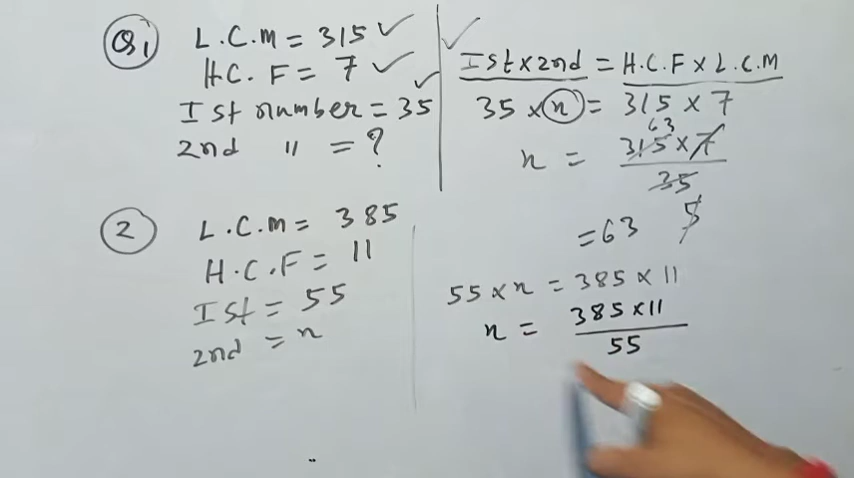 Q1 L.C.M = 315 ✓
H.C.F = 7 ✓
Ist number = 35 ✓
2nd " = ?
✓ Ist x 2nd = H.C.F x L.C.M
35 x n = 315 x 7
63
n = 315 x 7
35
5
= 63
2 L.C.M = 385
H.C.F = 11
Ist = 55
2nd = n
55 x n = 385 x 11
n = 385 x 11
55